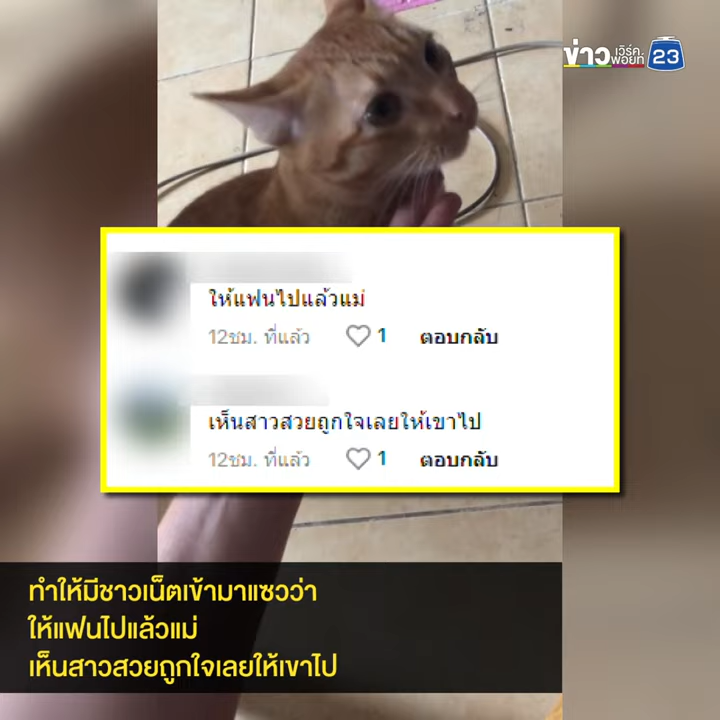 ข่าวเวิร์คพอยท์ 23
ให้แฟนไปแล้วแม่
12ชม. ที่แล้ว 1 ตอบกลับ
เห็นสาวสวยถูกใจเลยให้เขาไป
12ชม. ที่แล้ว 1 ตอบกลับ
ทำให้มีชาวเน็ตเข้ามาแซวว่า
ให้แฟนไปแล้วแม่
เห็นสาวสวยถูกใจเลยให้เขาไป